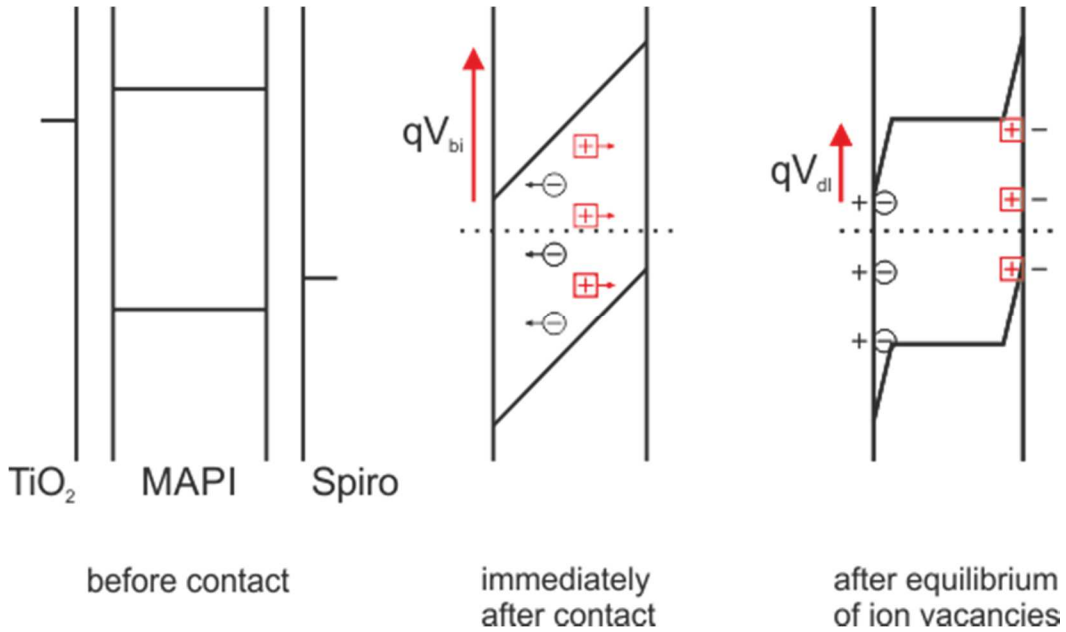 qV_bi
qV_dl
+ -
+ -
+ -
TiO₂ MAPI Spiro
before contact
immediately
after contact
after equilibrium
of ion vacancies